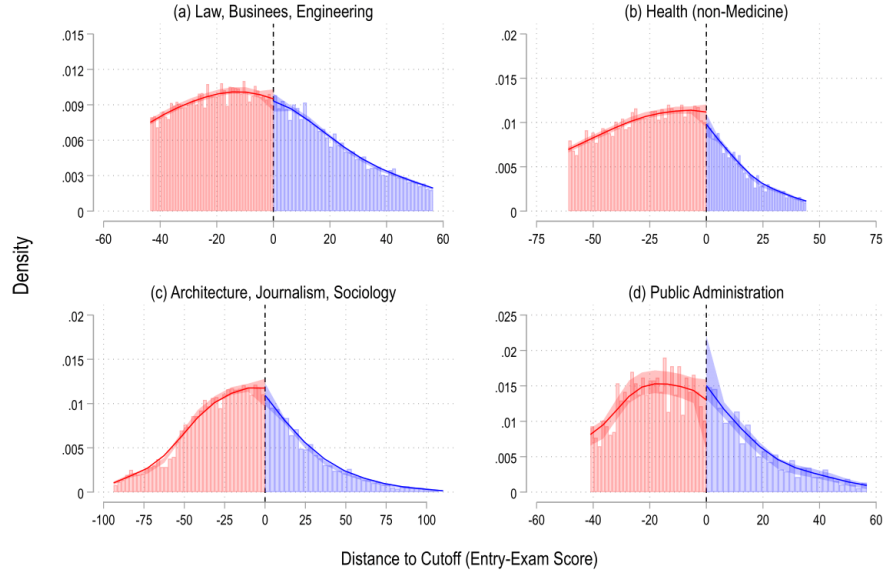 (a) Law, Businees, Engineering
.015
.012
.009
.006
.003
0
-60 -40 -20 0 20 40 60
(b) Health (non-Medicine)
.02
.015
.01
.005
0
-75 -50 -25 0 25 50 75
Density
(c) Architecture, Journalism, Sociology
.02
.015
.01
.005
0
-100 -75 -50 -25 0 25 50 75 100
(d) Public Administration
.025
.02
.015
.01
.005
0
-60 -40 -20 0 20 40 60
Distance to Cutoff (Entry-Exam Score)